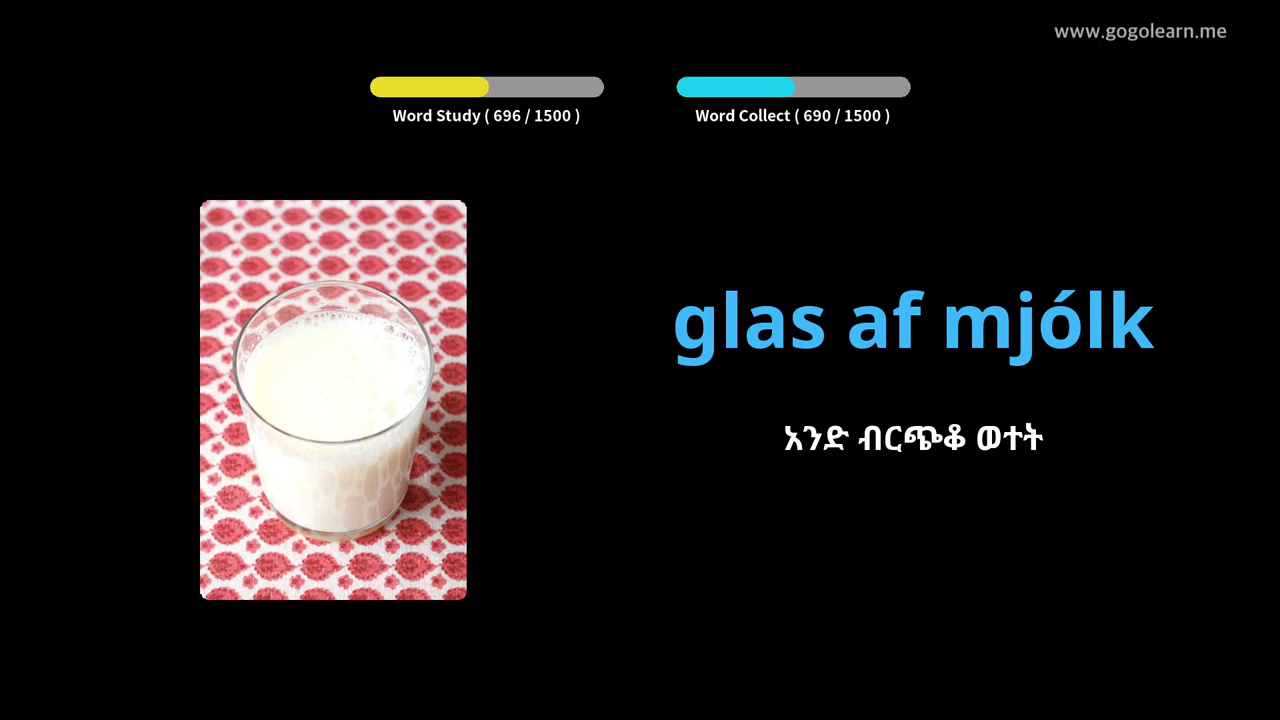 www.gogolearn.me
Word Study ( 696 / 1500 )
Word Collect ( 690 / 1500 )
glas af mjólk
አንድ ብርጭቆ ወተት